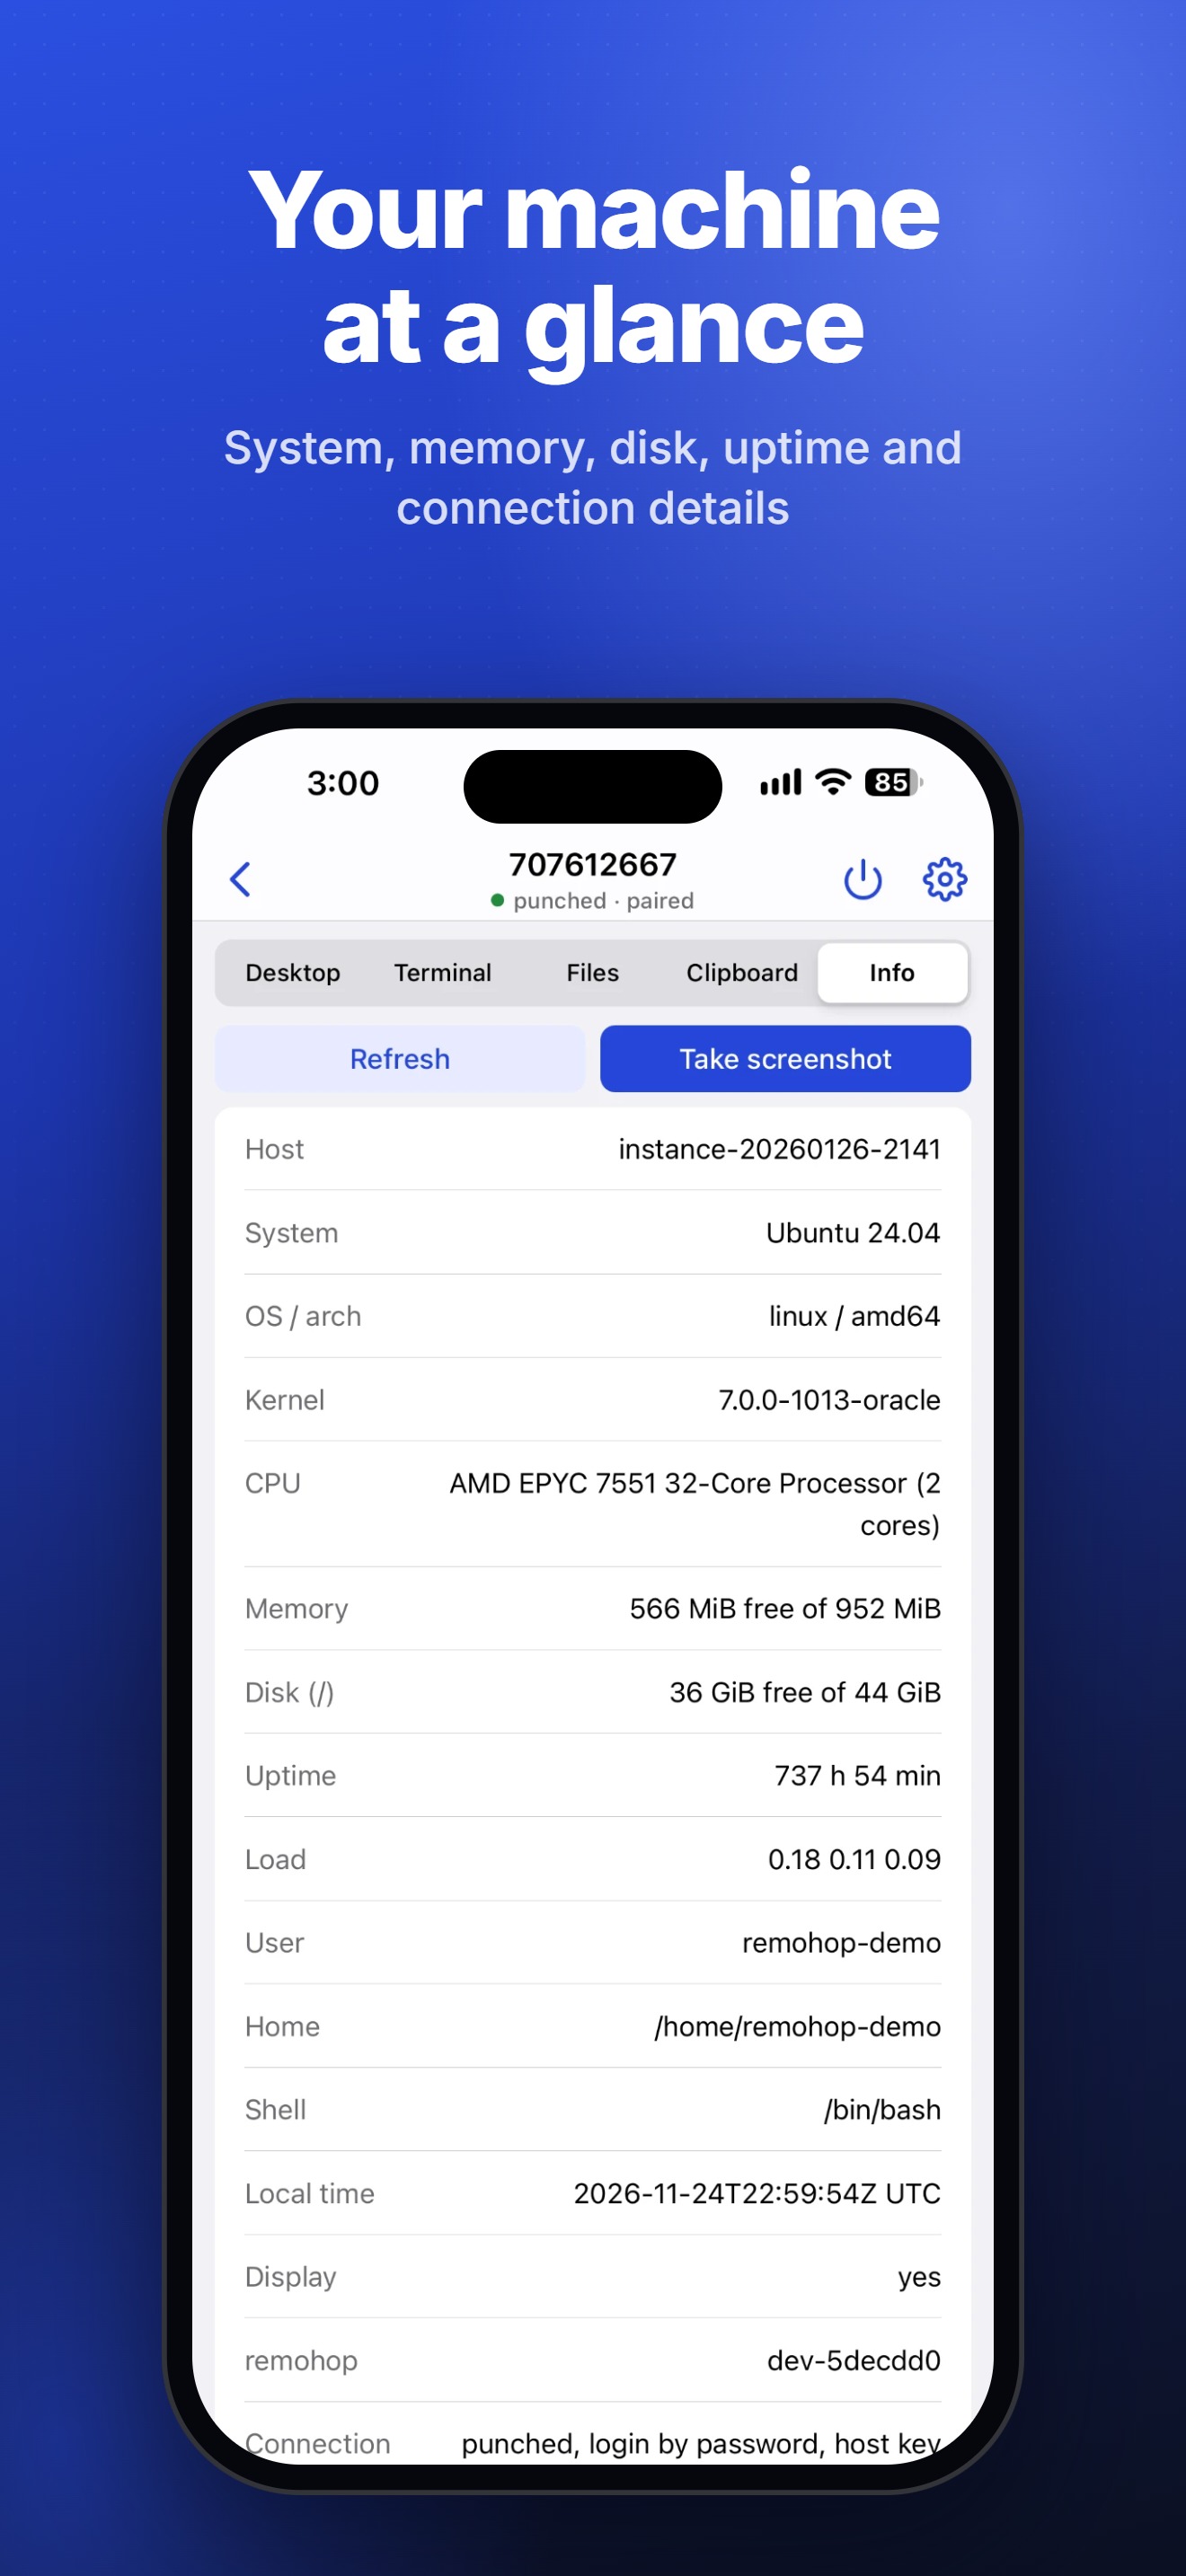 Your machine
at a glance
System, memory, disk, uptime and
connection details
3:00
85
707612667
punched · paired
Desktop Terminal Files Clipboard Info
Refresh Take screenshot
Host instance-20260126-2141
System Ubuntu 24.04
OS / arch linux / amd64
Kernel 7.0.0-1013-oracle
CPU AMD EPYC 7551 32-Core Processor (2
cores)
Memory 566 MiB free of 952 MiB
Disk (/) 36 GiB free of 44 GiB
Uptime 737 h 54 min
Load 0.18 0.11 0.09
User remohop-demo
Home /home/remohop-demo
Shell /bin/bash
Local time 2026-11-24T22:59:54Z UTC
Display yes
remohop dev-5decdd0
Connection punched, login by password, host key